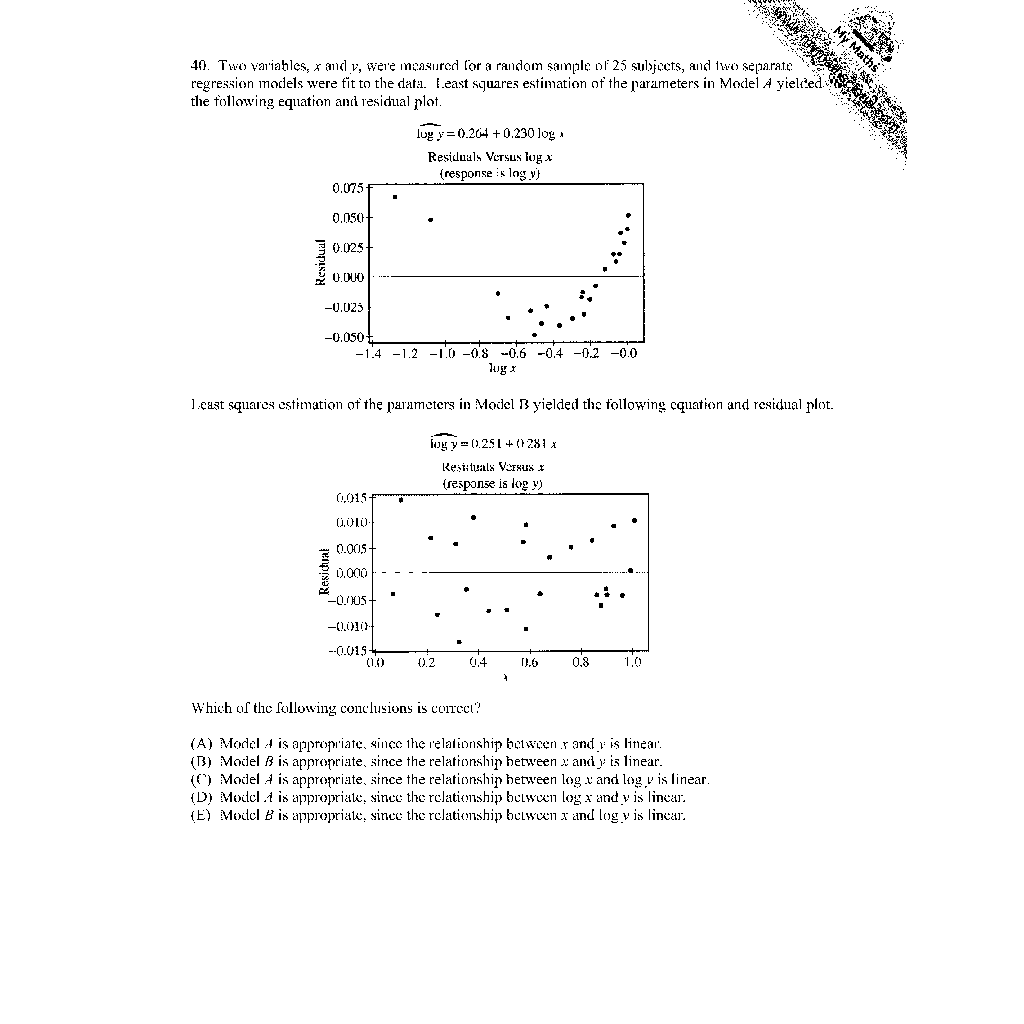 My Maths
40. Two variables, x and y, were measured for a random sample of 25 subjects, and two separate
regression models were fit to the data. Least squares estimation of the parameters in Model A yielded
the following equation and residual plot.
log y = 0.264 + 0.230 log x
Residuals Versus log x
(response is log y)
0.075
0.050
0.025
0.000
−0.025
−0.050
Residual
−1.4 −1.2 −1.0 −0.8 −0.6 −0.4 −0.2 −0.0
log x
Least squares estimation of the parameters in Model B yielded the following equation and residual plot.
log y = 0.251 + 0.281 x
Residuals Versus x
(response is log y)
0.015
0.010
0.005
0.000
−0.005
−0.010
−0.015
Residual
0.0 0.2 0.4 0.6 0.8 1.0
x
Which of the following conclusions is correct?
(A) Model A is appropriate, since the relationship between x and y is linear.
(B) Model B is appropriate, since the relationship between x and y is linear.
(C) Model A is appropriate, since the relationship between log x and log y is linear.
(D) Model A is appropriate, since the relationship between log x and y is linear.
(E) Model B is appropriate, since the relationship between x and log y is linear.